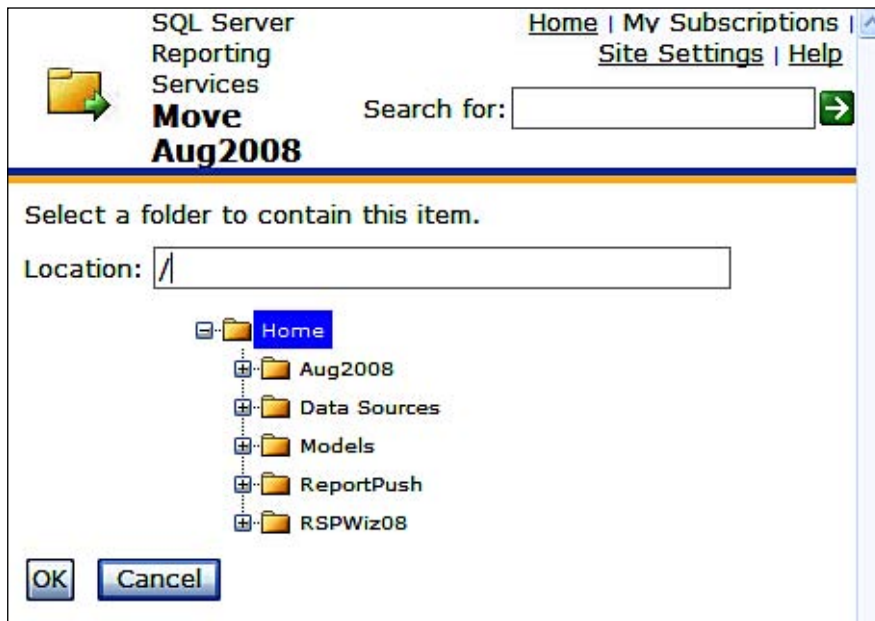 SQL Server
Reporting
Services
Move
Aug2008
Home | My Subscriptions |
Site Settings | Help
Search for:
Select a folder to contain this item.
Location: /
Home
Aug2008
Data Sources
Models
ReportPush
RSPWiz08
OK Cancel